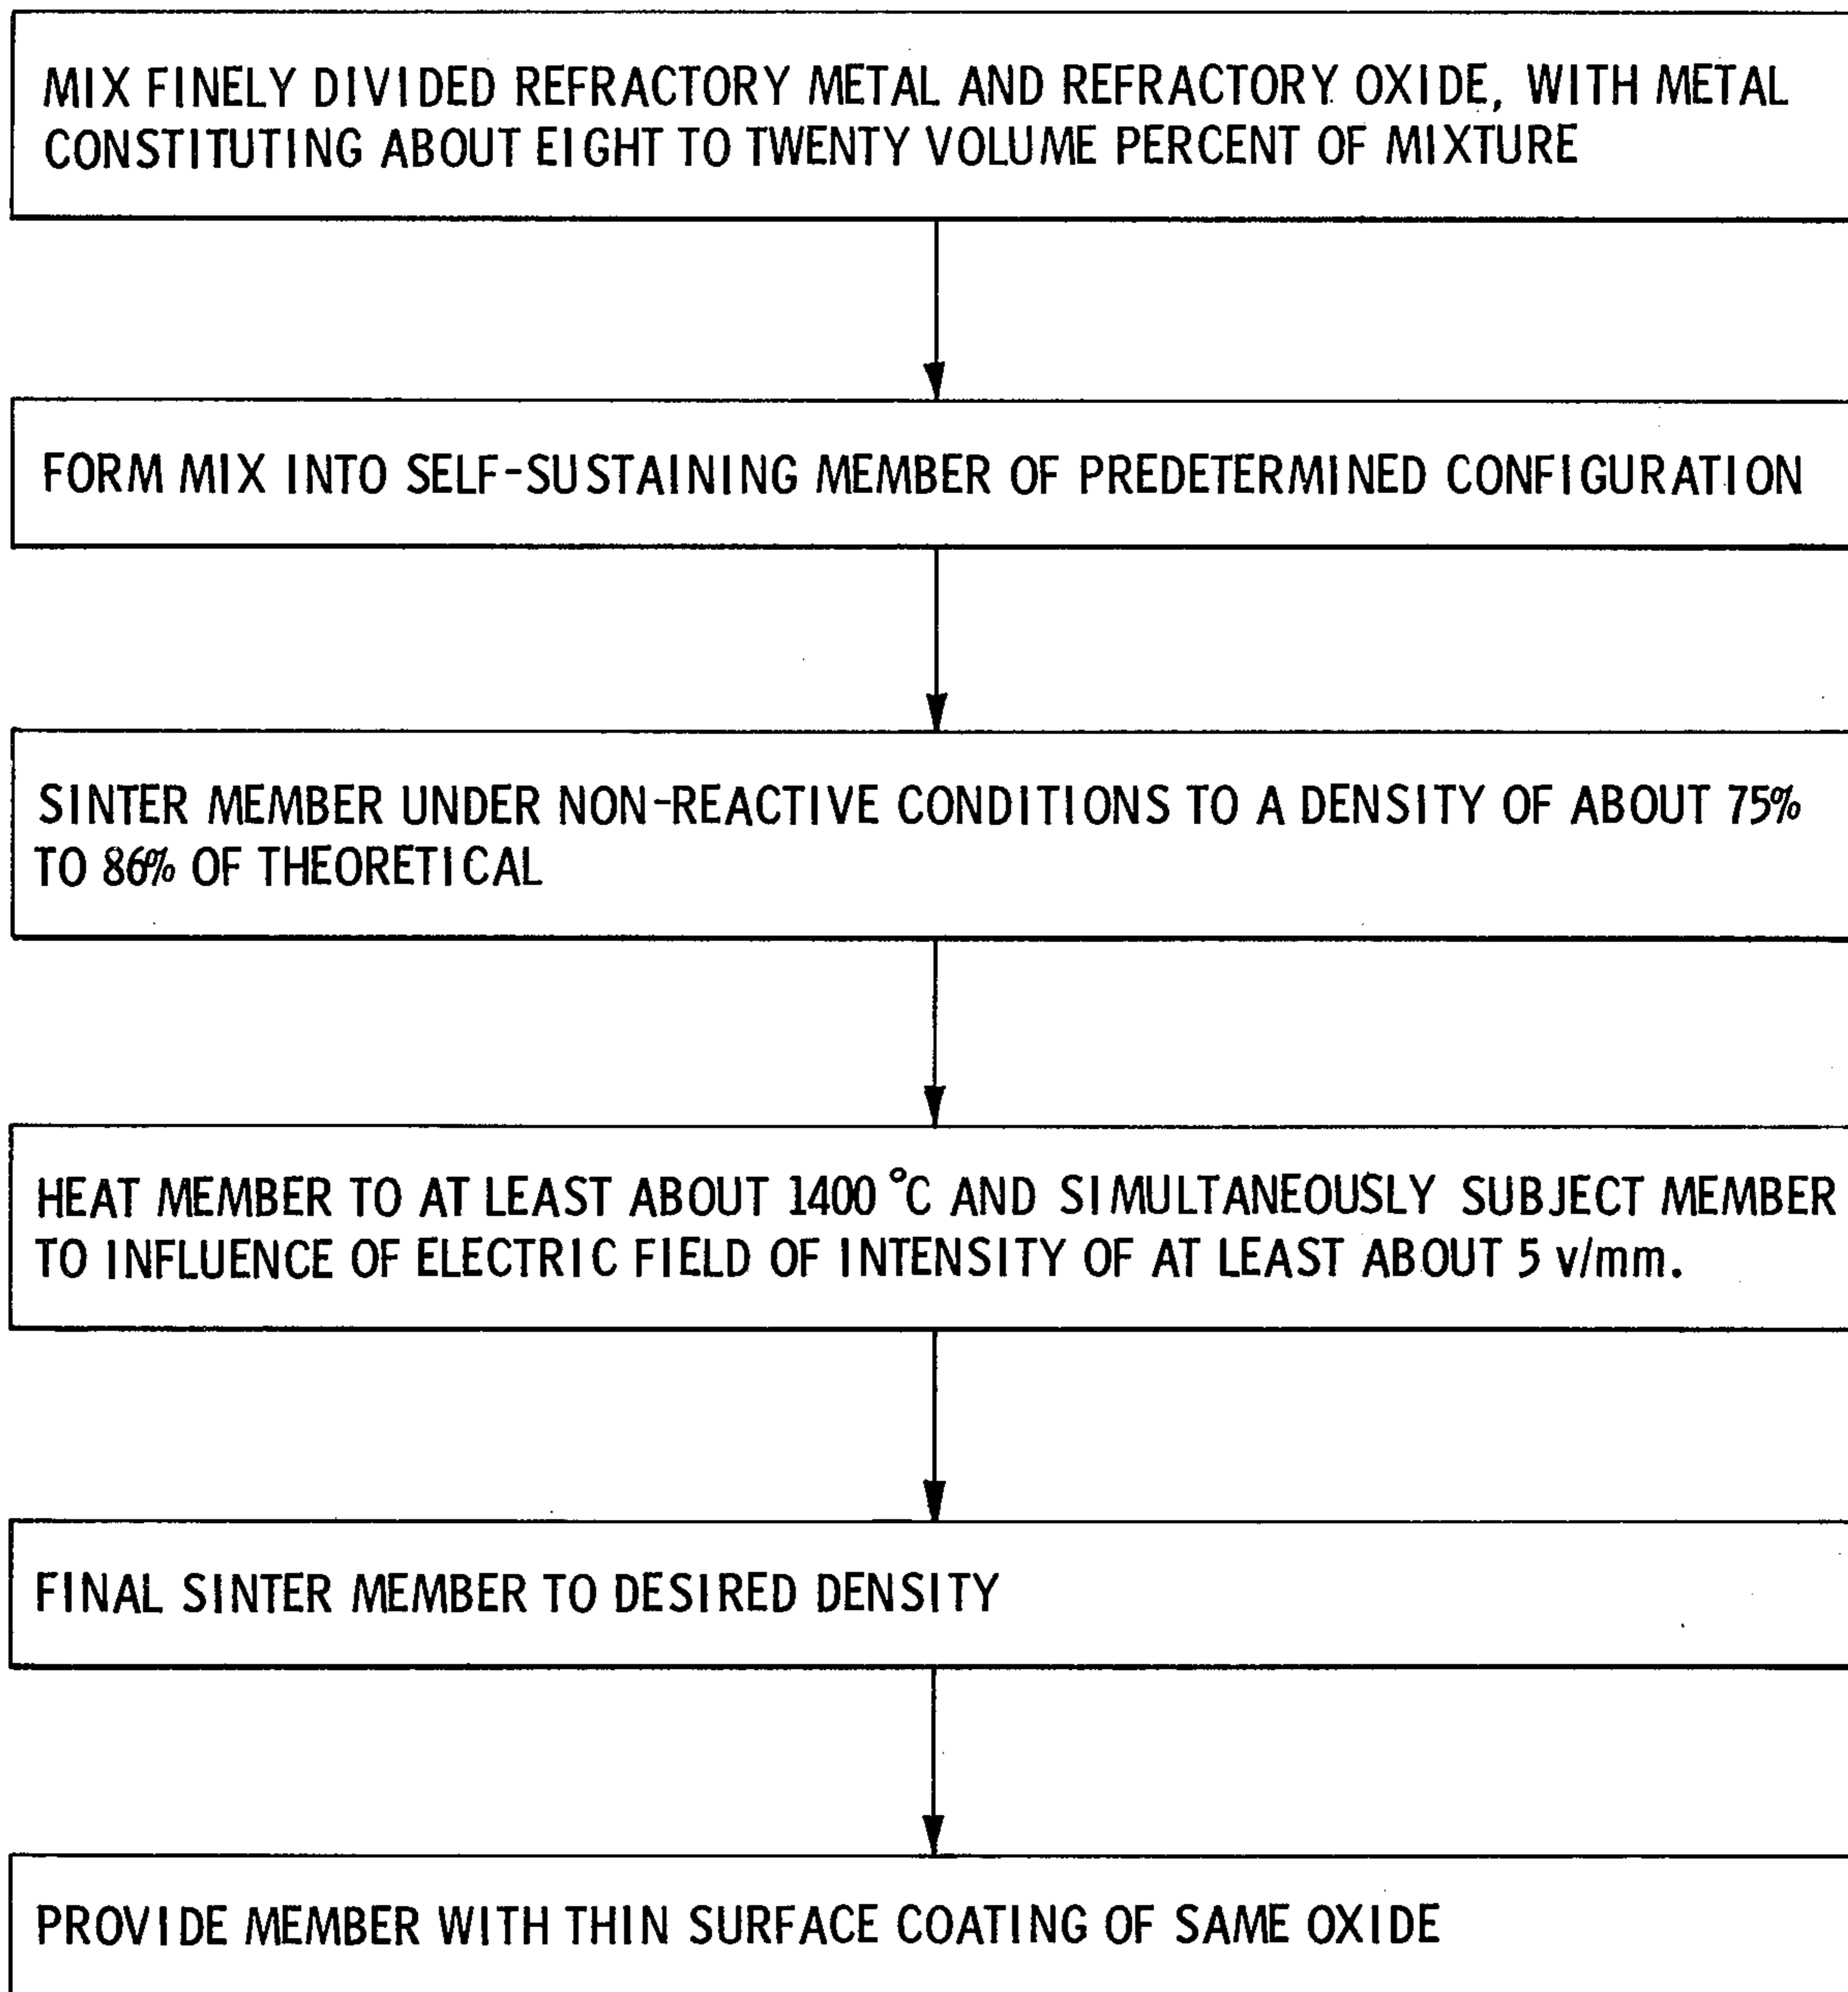 MIX FINELY DIVIDED REFRACTORY METAL AND REFRACTORY OXIDE, WITH METAL
CONSTITUTING ABOUT EIGHT TO TWENTY VOLUME PERCENT OF MIXTURE
FORM MIX INTO SELF-SUSTAINING MEMBER OF PREDETERMINED CONFIGURATION
SINTER MEMBER UNDER NON-REACTIVE CONDITIONS TO A DENSITY OF ABOUT 75%
TO 86% OF THEORETICAL
HEAT MEMBER TO AT LEAST ABOUT 1400 °C AND SIMULTANEOUSLY SUBJECT MEMBER
TO INFLUENCE OF ELECTRIC FIELD OF INTENSITY OF AT LEAST ABOUT 5 v/mm.
FINAL SINTER MEMBER TO DESIRED DENSITY
PROVIDE MEMBER WITH THIN SURFACE COATING OF SAME OXIDE